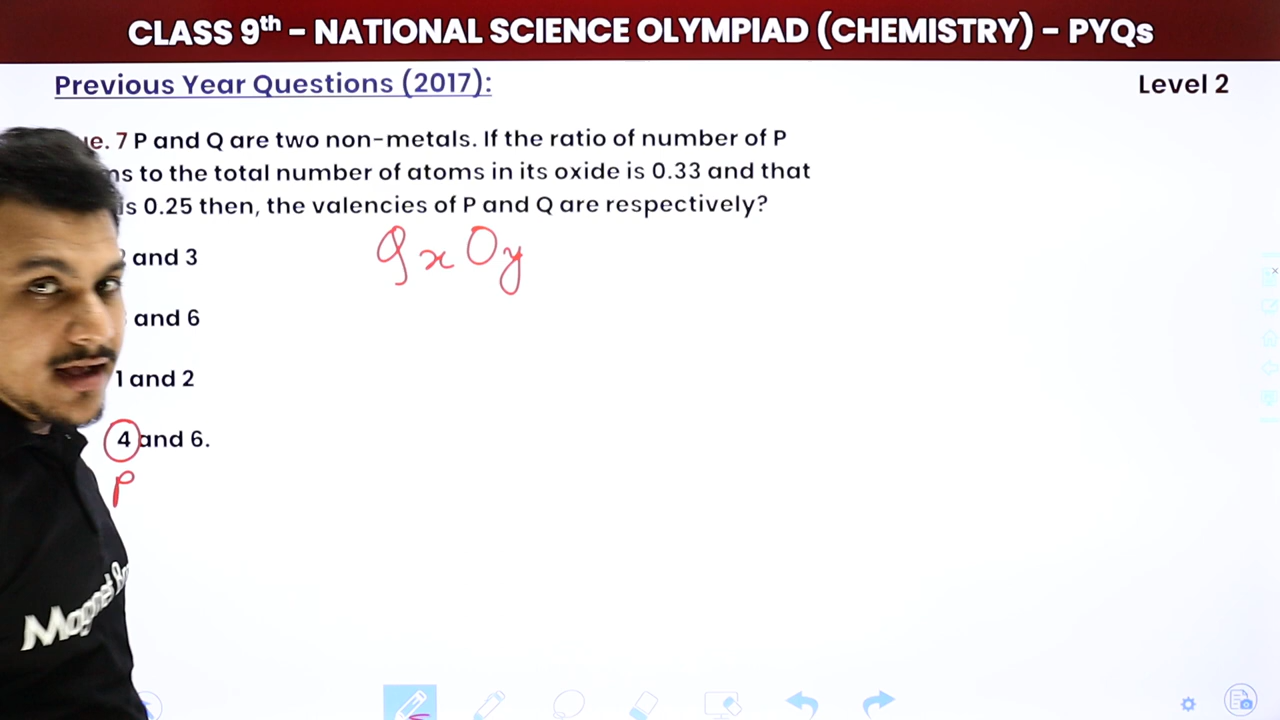 CLASS 9th – NATIONAL SCIENCE OLYMPIAD (CHEMISTRY) – PYQs
Previous Year Questions (2017): Level 2
e. 7 P and Q are two non-metals. If the ratio of number of P
ns to the total number of atoms in its oxide is 0.33 and that
is 0.25 then, the valencies of P and Q are respectively?
QxOy
and 3
and 6
1 and 2
4 and 6.
P
Magnet Br